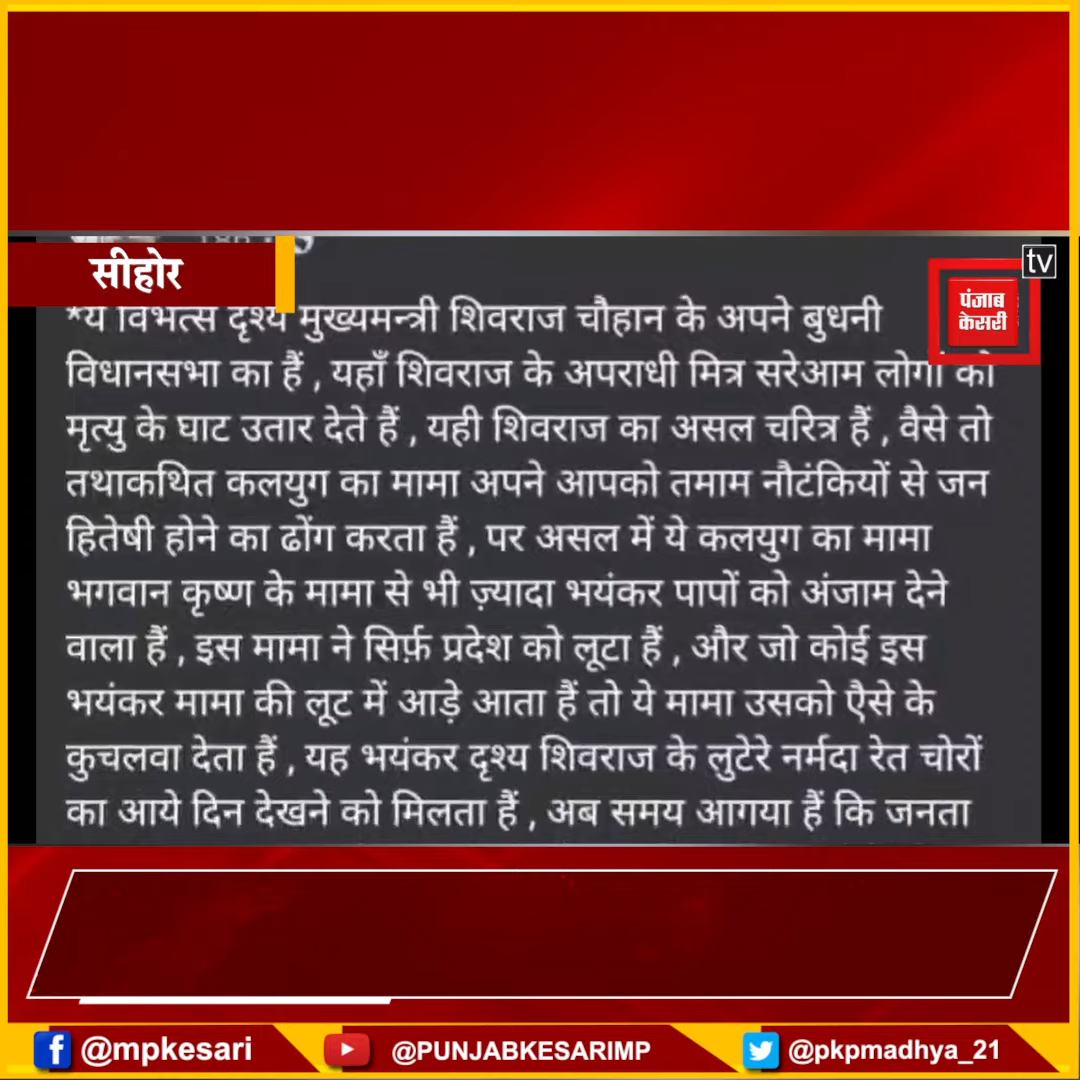 सीहोर
tv
पंजाब
केसरी
*ये विभत्स दृश्य मुख्यमन्त्री शिवराज चौहान के अपने बुधनी
विधानसभा का हैं , यहाँ शिवराज के अपराधी मित्र सरेआम लोगों को
मृत्यु के घाट उतार देते हैं , यही शिवराज का असल चरित्र हैं , वैसे तो
तथाकथित कलयुग का मामा अपने आपको तमाम नौटंकियों से जन
हितेषी होने का ढोंग करता हैं , पर असल में ये कलयुग का मामा
भगवान कृष्ण के मामा से भी ज़्यादा भयंकर पापों को अंजाम देने
वाला हैं , इस मामा ने सिर्फ़ प्रदेश को लूटा हैं , और जो कोई इस
भयंकर मामा की लूट में आड़े आता हैं तो ये मामा उसको ऐसे के
कुचलवा देता हैं , यह भयंकर दृश्य शिवराज के लुटेरे नर्मदा रेत चोरों
का आये दिन देखने को मिलता हैं , अब समय आगया हैं कि जनता
@mpkesari
@PUNJABKESARIMP
@pkpmadhya_21